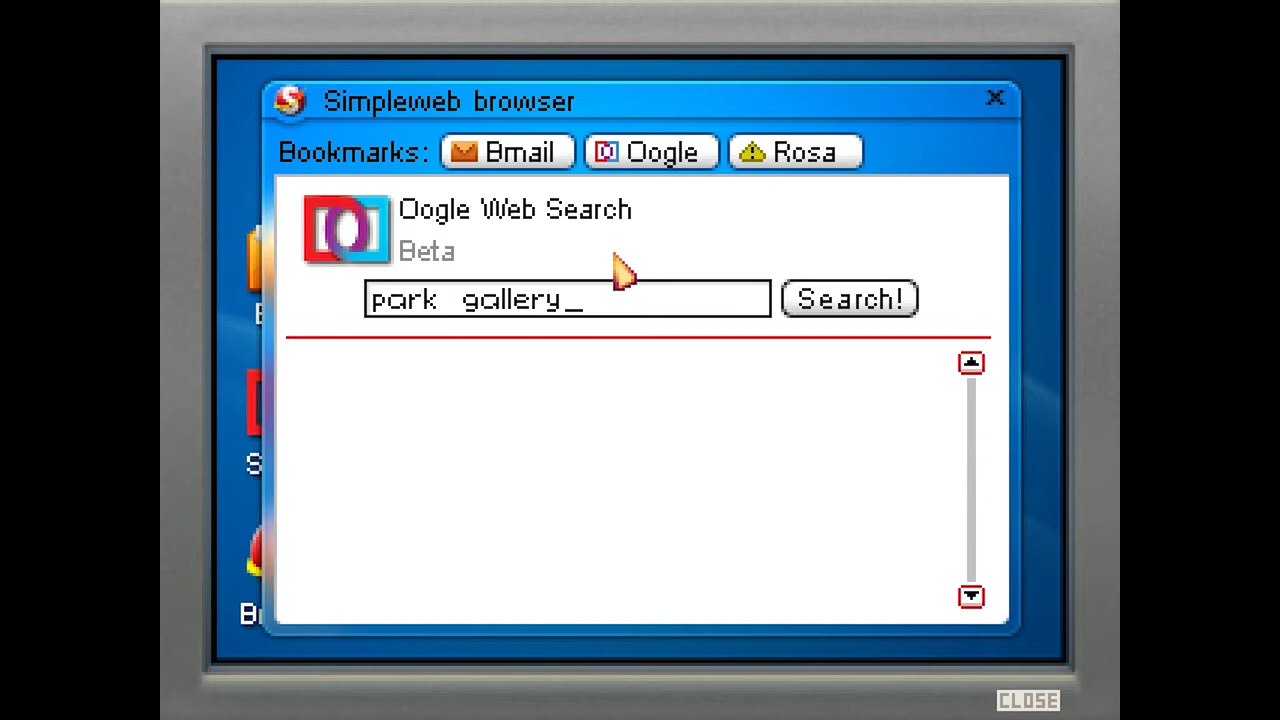 Simpleweb browser
Bookmarks: Bmail Oogle Rosa
Oogle Web Search
Beta
park gallery_ Search!
CLOSE